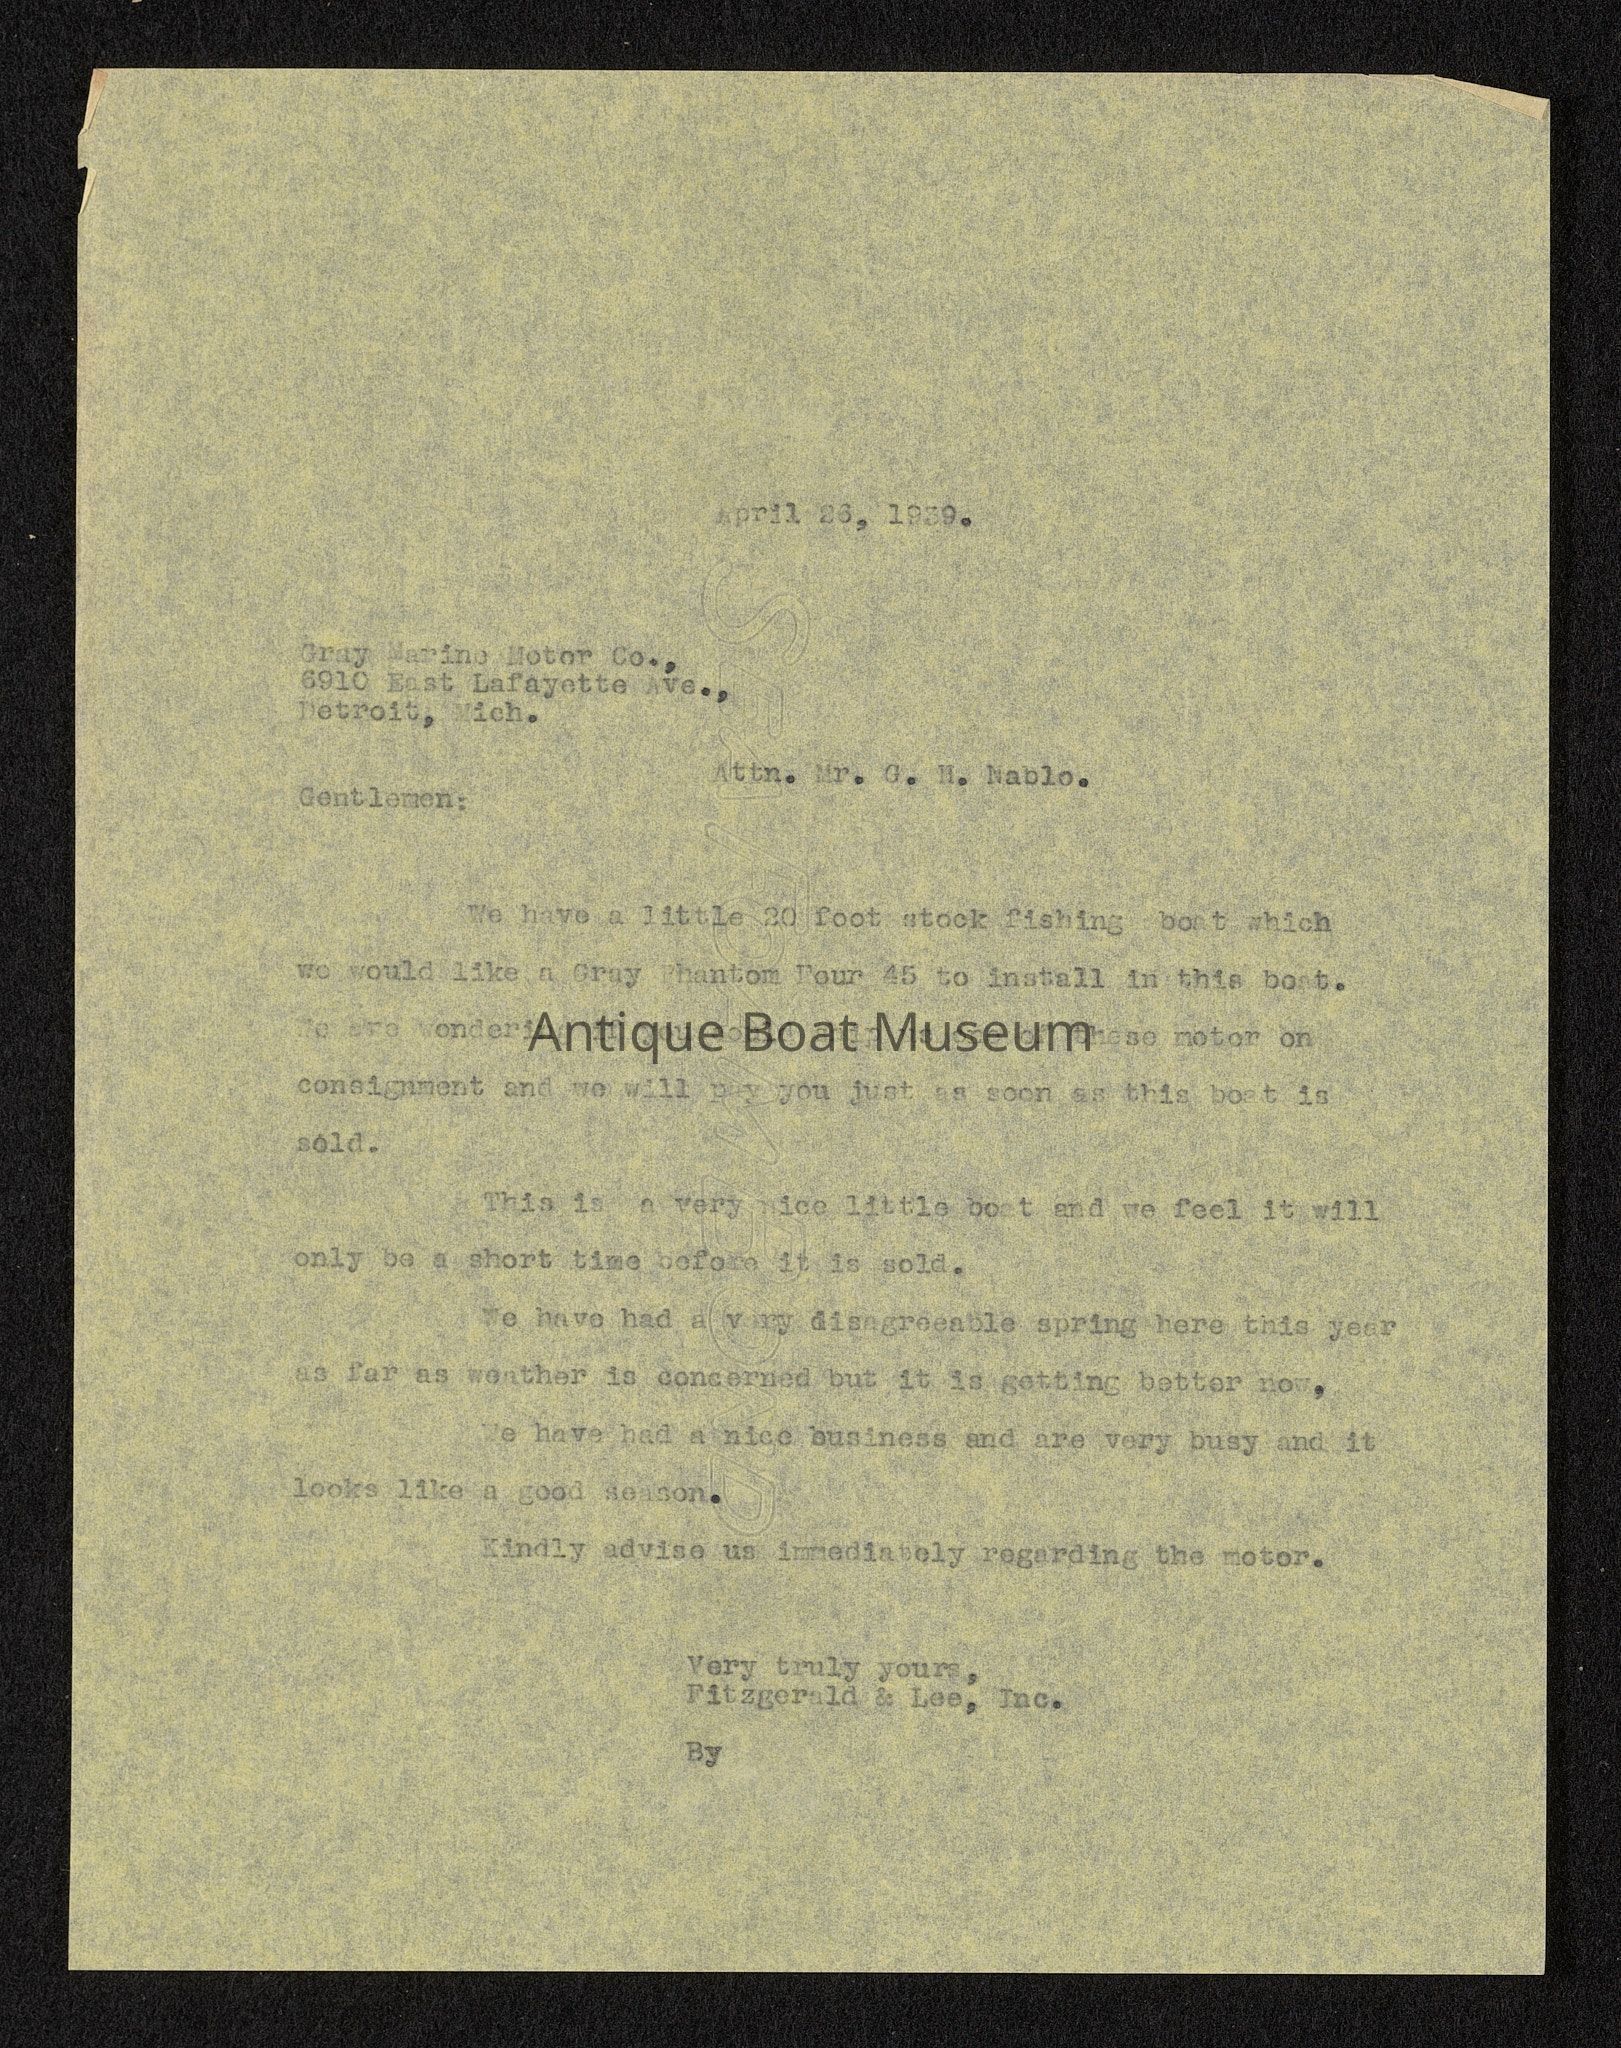 April 26, 1939.
Gray Marine Motor Co.,
6910 East Lafayette Ave.,
Detroit, Mich.
Attn. Mr. G. H. Nable.
Gentlemen:
We have a little 20 foot stock fishing boat which
we would like a Gray Phantom Four 45 to install in this boat.
We are wondering these motor on
Antique Boat Museum
consignment and we will pay you just as soon as this boat is
sold.
This is a very nice little boat and we feel it will
only be a short time before it is sold.
We have had a very disagreeable spring here this year
as far as weather is concerned but it is getting better now,
We have had a nice business and are very busy and it
looks like a good season.
Kindly advise us immediately regarding the motor.
Very truly yours,
Fitzgerald & Lee, Inc.
By